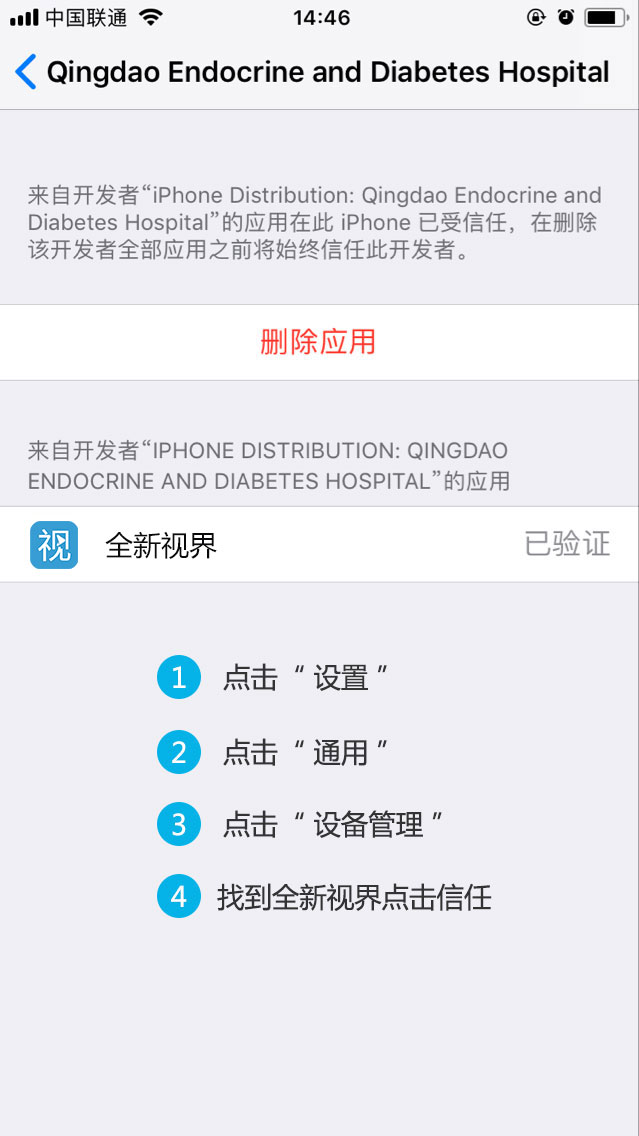 中国联通 14:46
Qingdao Endocrine and Diabetes Hospital
来自开发者“iPhone Distribution: Qingdao Endocrine and
Diabetes Hospital”的应用在此 iPhone 已受信任，在删除
该开发者全部应用之前将始终信任此开发者。
删除应用
来自开发者“IPHONE DISTRIBUTION: QINGDAO
ENDOCRINE AND DIABETES HOSPITAL”的应用
视 全新视界 已验证
1 点击“设置”
2 点击“通用”
3 点击“设备管理”
4 找到全新视界点击信任